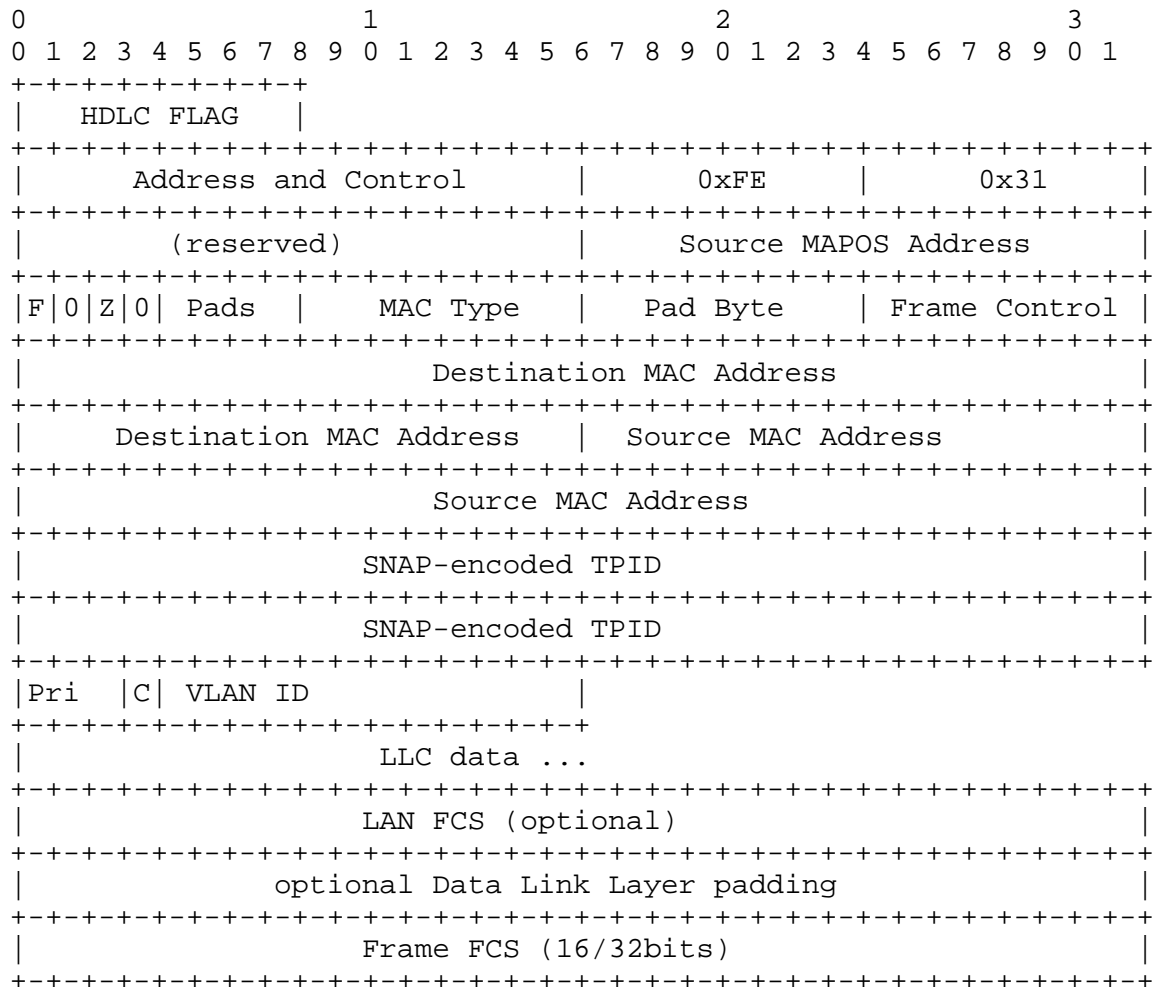 0                   1                   2                   3
0 1 2 3 4 5 6 7 8 9 0 1 2 3 4 5 6 7 8 9 0 1 2 3 4 5 6 7 8 9 0 1
+-+-+-+-+-+-+-+-+
|   HDLC FLAG   |
+-+-+-+-+-+-+-+-+-+-+-+-+-+-+-+-+-+-+-+-+-+-+-+-+-+-+-+-+-+-+-+-+
|      Address and Control      |      0xFE     |      0x31     |
+-+-+-+-+-+-+-+-+-+-+-+-+-+-+-+-+-+-+-+-+-+-+-+-+-+-+-+-+-+-+-+-+
|        (reserved)             |     Source MAPOS Address      |
+-+-+-+-+-+-+-+-+-+-+-+-+-+-+-+-+-+-+-+-+-+-+-+-+-+-+-+-+-+-+-+-+
|F|0|Z|0| Pads  |    MAC Type   |   Pad Byte    | Frame Control |
+-+-+-+-+-+-+-+-+-+-+-+-+-+-+-+-+-+-+-+-+-+-+-+-+-+-+-+-+-+-+-+-+
|                       Destination MAC Address                 |
+-+-+-+-+-+-+-+-+-+-+-+-+-+-+-+-+-+-+-+-+-+-+-+-+-+-+-+-+-+-+-+-+
|     Destination MAC Address   |  Source MAC Address           |
+-+-+-+-+-+-+-+-+-+-+-+-+-+-+-+-+-+-+-+-+-+-+-+-+-+-+-+-+-+-+-+-+
|                       Source MAC Address                      |
+-+-+-+-+-+-+-+-+-+-+-+-+-+-+-+-+-+-+-+-+-+-+-+-+-+-+-+-+-+-+-+-+
|                   SNAP-encoded TPID                           |
+-+-+-+-+-+-+-+-+-+-+-+-+-+-+-+-+-+-+-+-+-+-+-+-+-+-+-+-+-+-+-+-+
|                   SNAP-encoded TPID                           |
+-+-+-+-+-+-+-+-+-+-+-+-+-+-+-+-+-+-+-+-+-+-+-+-+-+-+-+-+-+-+-+-+
|Pri  |C| VLAN ID               |
+-+-+-+-+-+-+-+-+-+-+-+-+-+-+-+-+
|                    LLC data ...
+-+-+-+-+-+-+-+-+-+-+-+-+-+-+-+-+-+-+-+-+-+-+-+-+-+-+-+-+-+-+-+-+
|                   LAN FCS (optional)                          |
+-+-+-+-+-+-+-+-+-+-+-+-+-+-+-+-+-+-+-+-+-+-+-+-+-+-+-+-+-+-+-+-+
|              optional Data Link Layer padding                 |
+-+-+-+-+-+-+-+-+-+-+-+-+-+-+-+-+-+-+-+-+-+-+-+-+-+-+-+-+-+-+-+-+
|                   Frame FCS (16/32bits)                       |
+-+-+-+-+-+-+-+-+-+-+-+-+-+-+-+-+-+-+-+-+-+-+-+-+-+-+-+-+-+-+-+-+